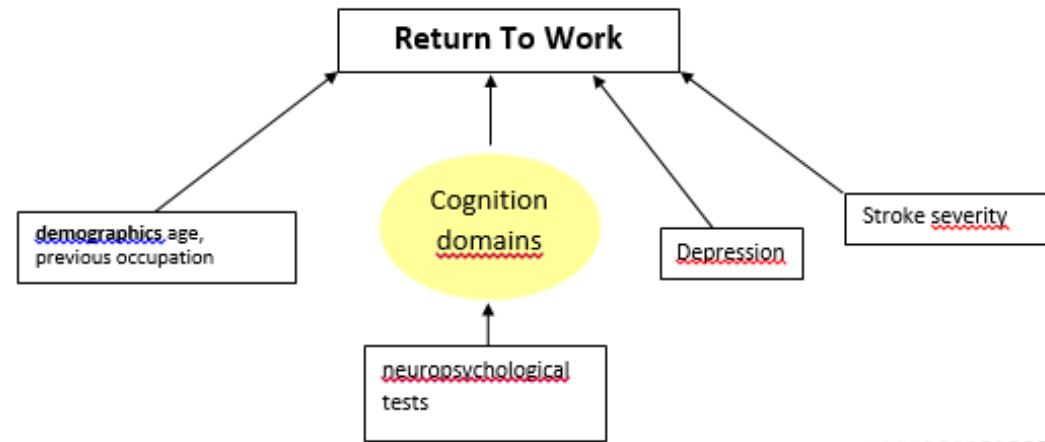 Return To Work
Cognition
domains
demographics age,
previous occupation
Depression
Stroke severity
neuropsychological
tests